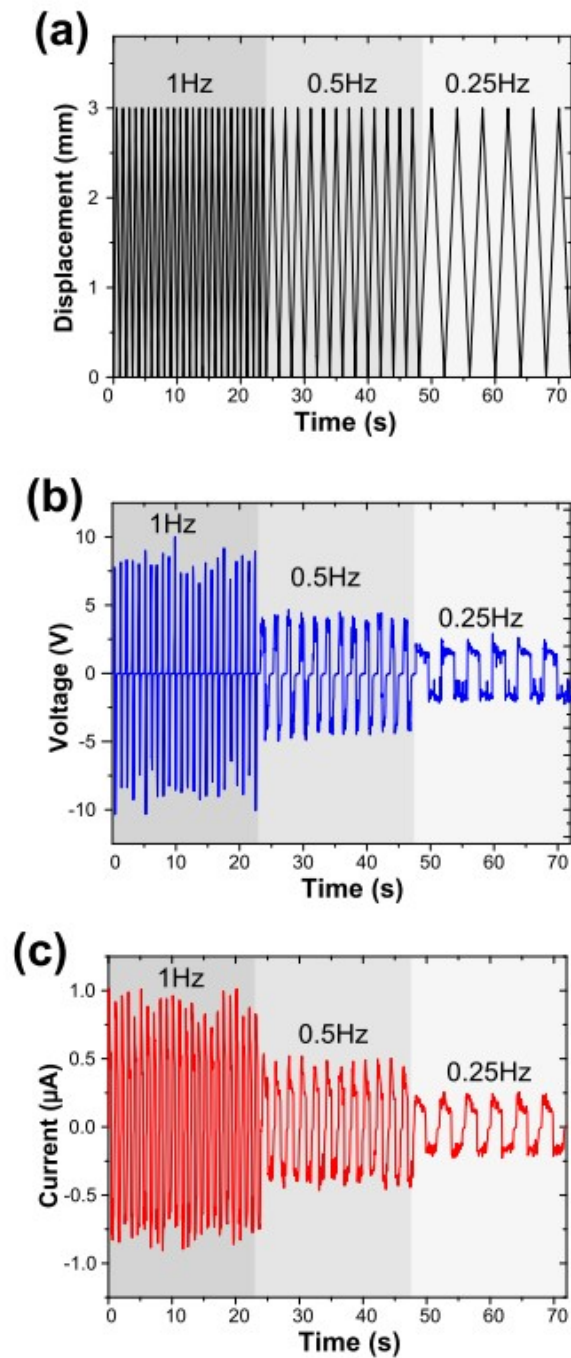 (a)
1Hz 0.5Hz 0.25Hz
Displacement (mm)
3
2
1
0
0 10 20 30 40 50 60 70
Time (s)
(b)
1Hz
0.5Hz
0.25Hz
Voltage (V)
10
5
0
-5
-10
0 10 20 30 40 50 60 70
Time (s)
(c)
1Hz
0.5Hz
0.25Hz
Current (µA)
1.0
0.5
0.0
-0.5
-1.0
0 10 20 30 40 50 60 70
Time (s)